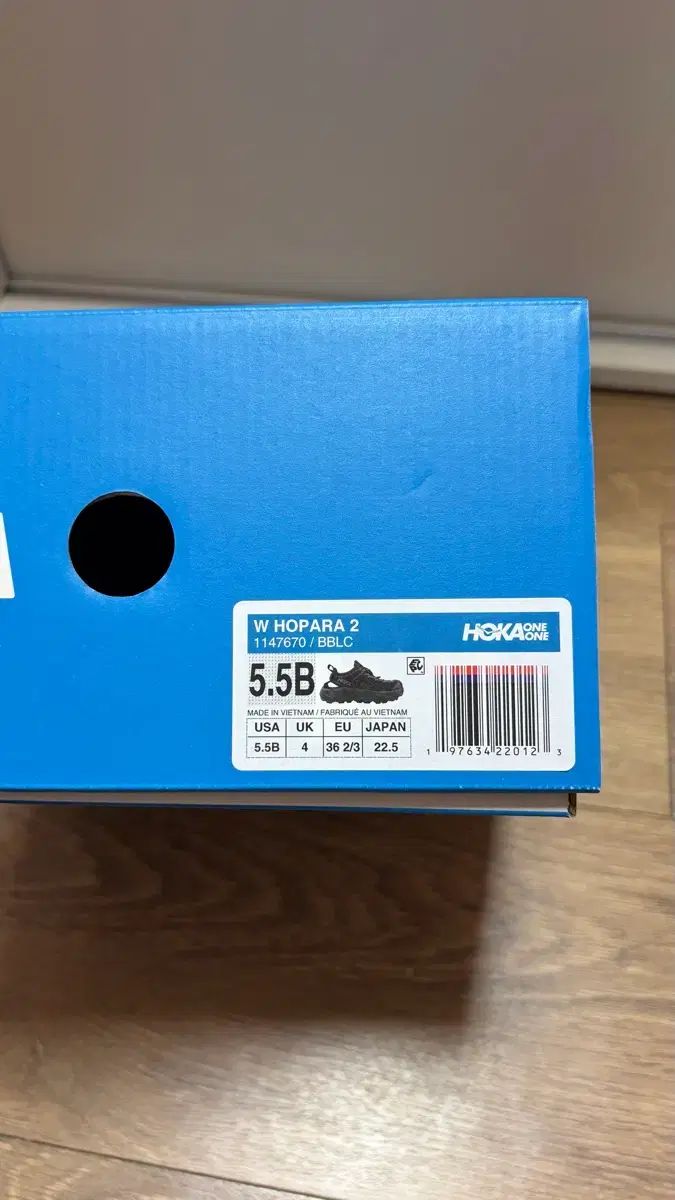 W HOPARA 2
1147670 / BBLC
HOKA ONE ONE
5.5B
MADE IN VIETNAM / FABRIQUÉ AU VIETNAM
USA UK EU JAPAN
5.5B 4 36 2/3 22.5
1 97634 22012 3